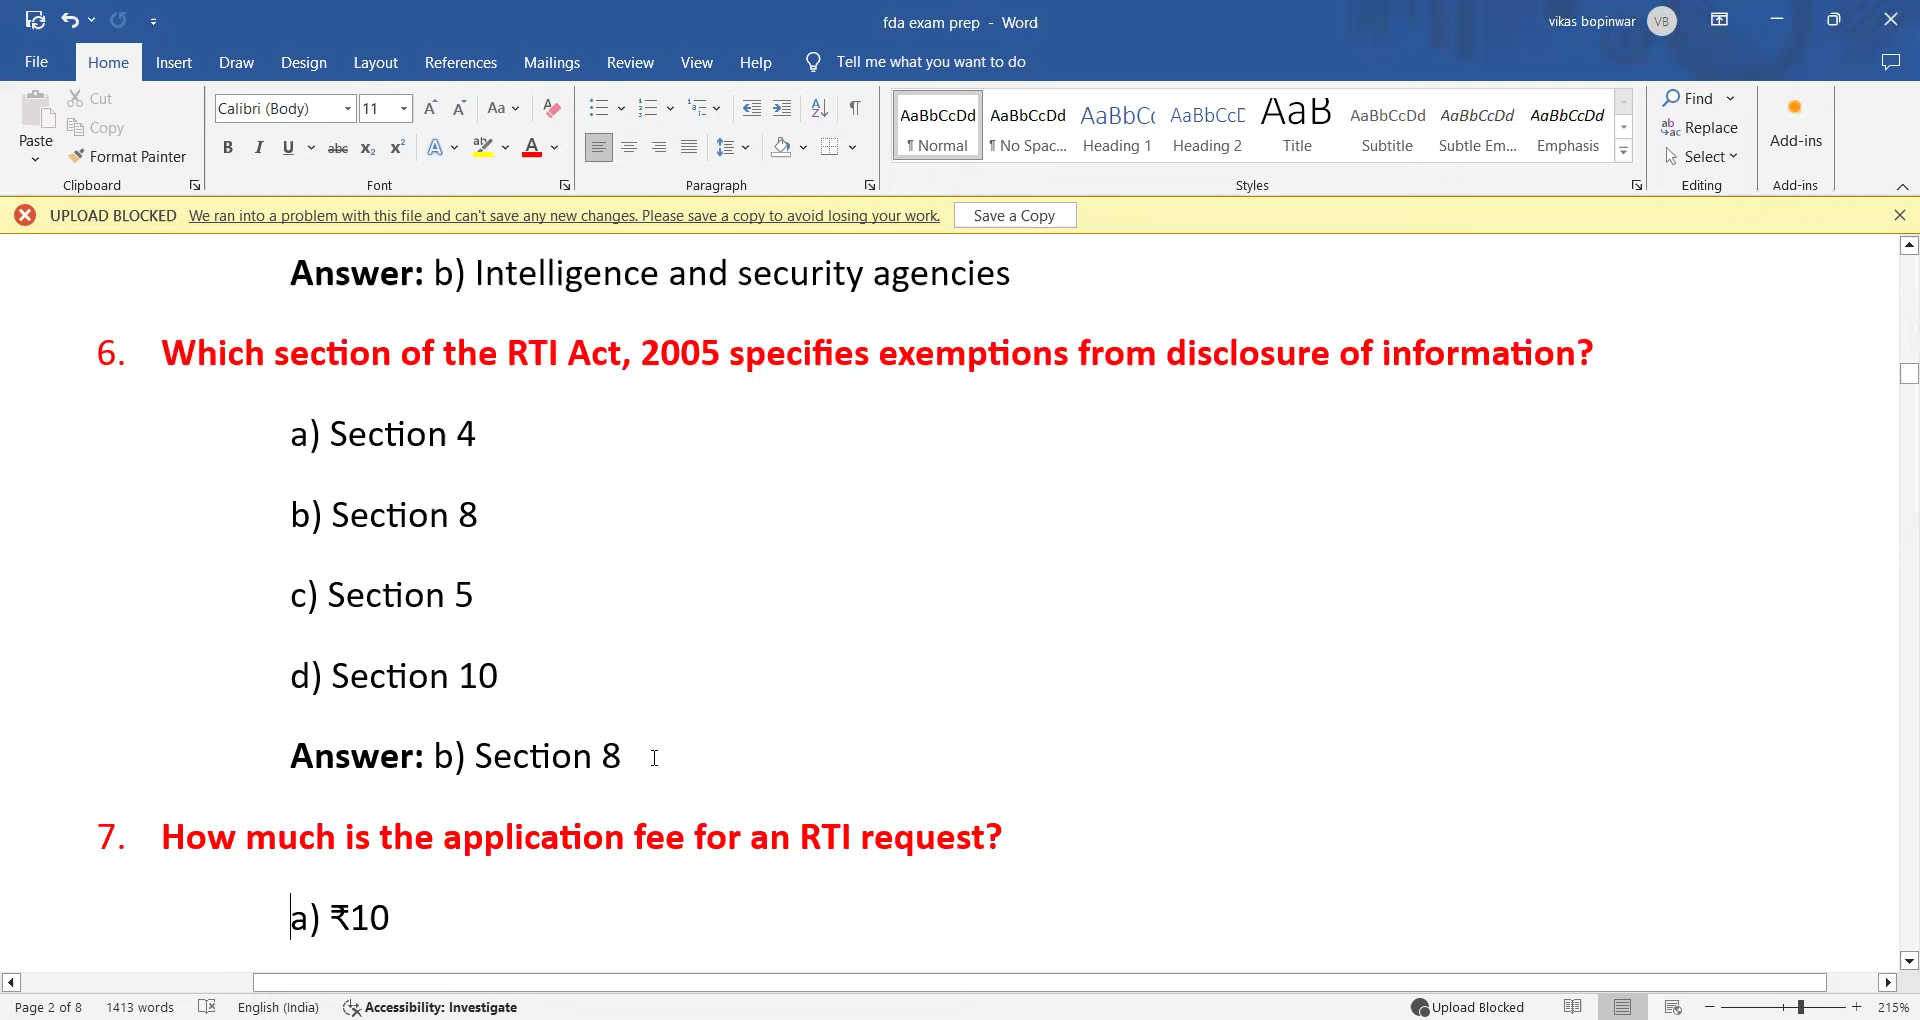 fda exam prep - Word
vikas bopinwar VB
File Home Insert Draw Design Layout References Mailings Review View Help Tell me what you want to do
Paste Cut Copy Format Painter
Clipboard
Calibri (Body) 11
Font
Paragraph
AaBbCcDd ¶ Normal
AaBbCcDd ¶ No Spac...
AaBbCc Heading 1
AaBbCcD Heading 2
AaB Title
AaBbCcDd Subtitle
AaBbCcDd Subtle Em...
AaBbCcDd Emphasis
Styles
Find
Replace
Select
Editing
Add-ins
Add-ins
UPLOAD BLOCKED We ran into a problem with this file and can't save any new changes. Please save a copy to avoid losing your work. Save a Copy
Answer: b) Intelligence and security agencies
6. Which section of the RTI Act, 2005 specifies exemptions from disclosure of information?
a) Section 4
b) Section 8
c) Section 5
d) Section 10
Answer: b) Section 8
7. How much is the application fee for an RTI request?
a) ₹10
Page 2 of 8 1413 words English (India) Accessibility: Investigate Upload Blocked 215%